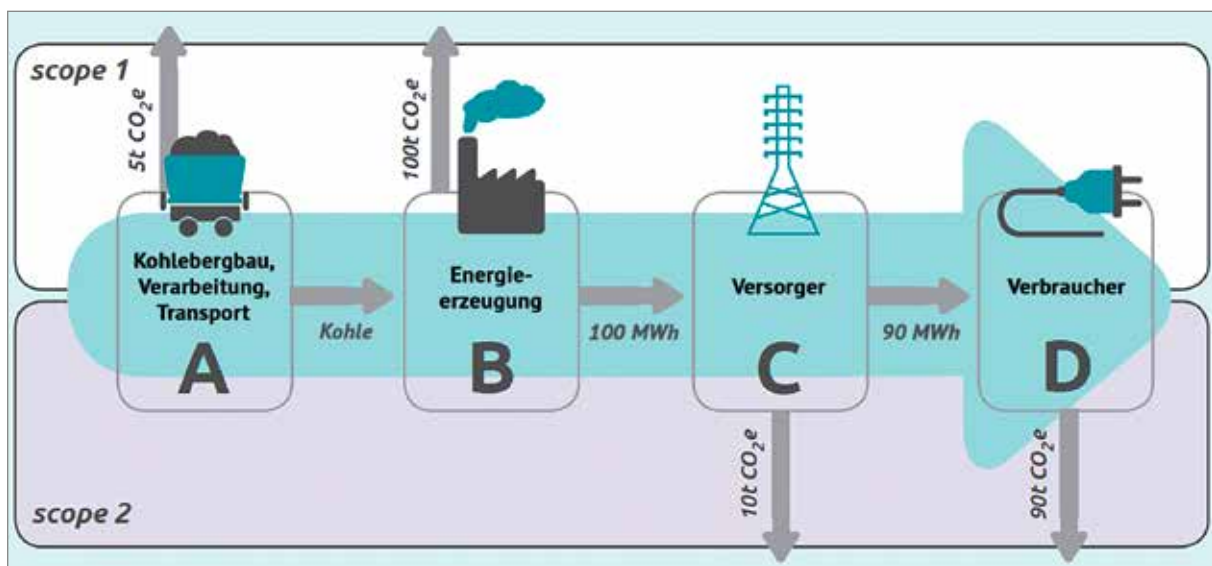 scope 1
5t CO₂e
100t CO₂e
Kohlebergbau,
Verarbeitung,
Transport
A
Kohle
Energie-
erzeugung
B
100 MWh
Versorger
C
90 MWh
Verbraucher
D
scope 2
10t CO₂e
90t CO₂e